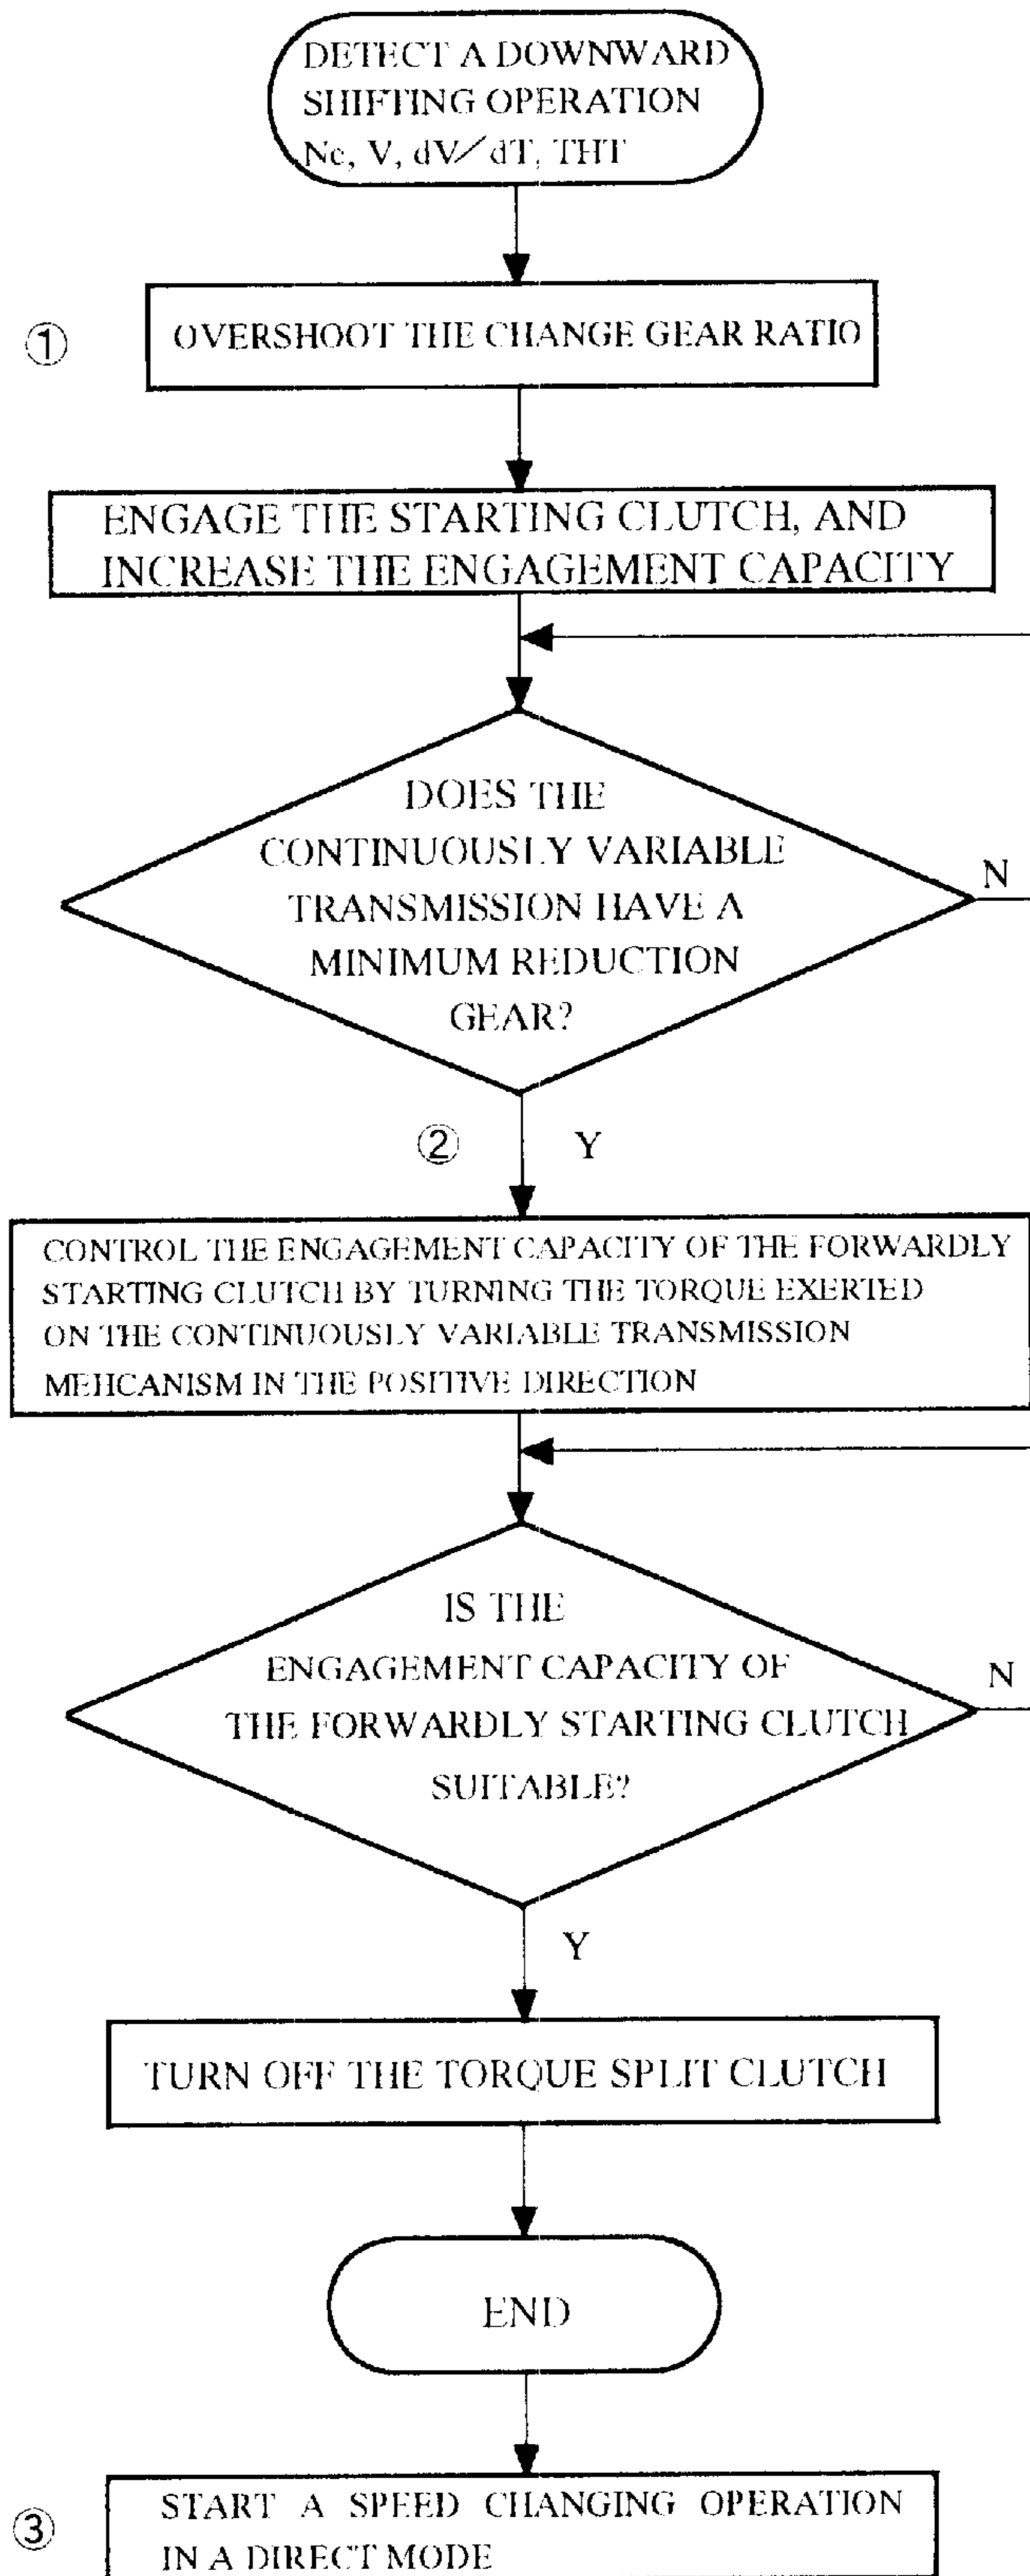 DETECT A DOWNWARD
SHIFTING OPERATION
Ne, V, dV/dT, THT
①
OVERSHOOT THE CHANGE GEAR RATIO
ENGAGE THE STARTING CLUTCH, AND
INCREASE THE ENGAGEMENT CAPACITY
DOES THE
CONTINUOUSLY VARIABLE
TRANSMISSION HAVE A
MINIMUM REDUCTION
GEAR?
N
②
Y
CONTROL THE ENGAGEMENT CAPACITY OF THE FORWARDLY
STARTING CLUTCH BY TURNING THE TORQUE EXERTED
ON THE CONTINUOUSLY VARIABLE TRANSMISSION
MEHCANISM IN THE POSITIVE DIRECTION
IS THE
ENGAGEMENT CAPACITY OF
THE FORWARDLY STARTING CLUTCH
SUITABLE?
N
Y
TURN OFF THE TORQUE SPLIT CLUTCH
END
③
START A SPEED CHANGING OPERATION
IN A DIRECT MODE